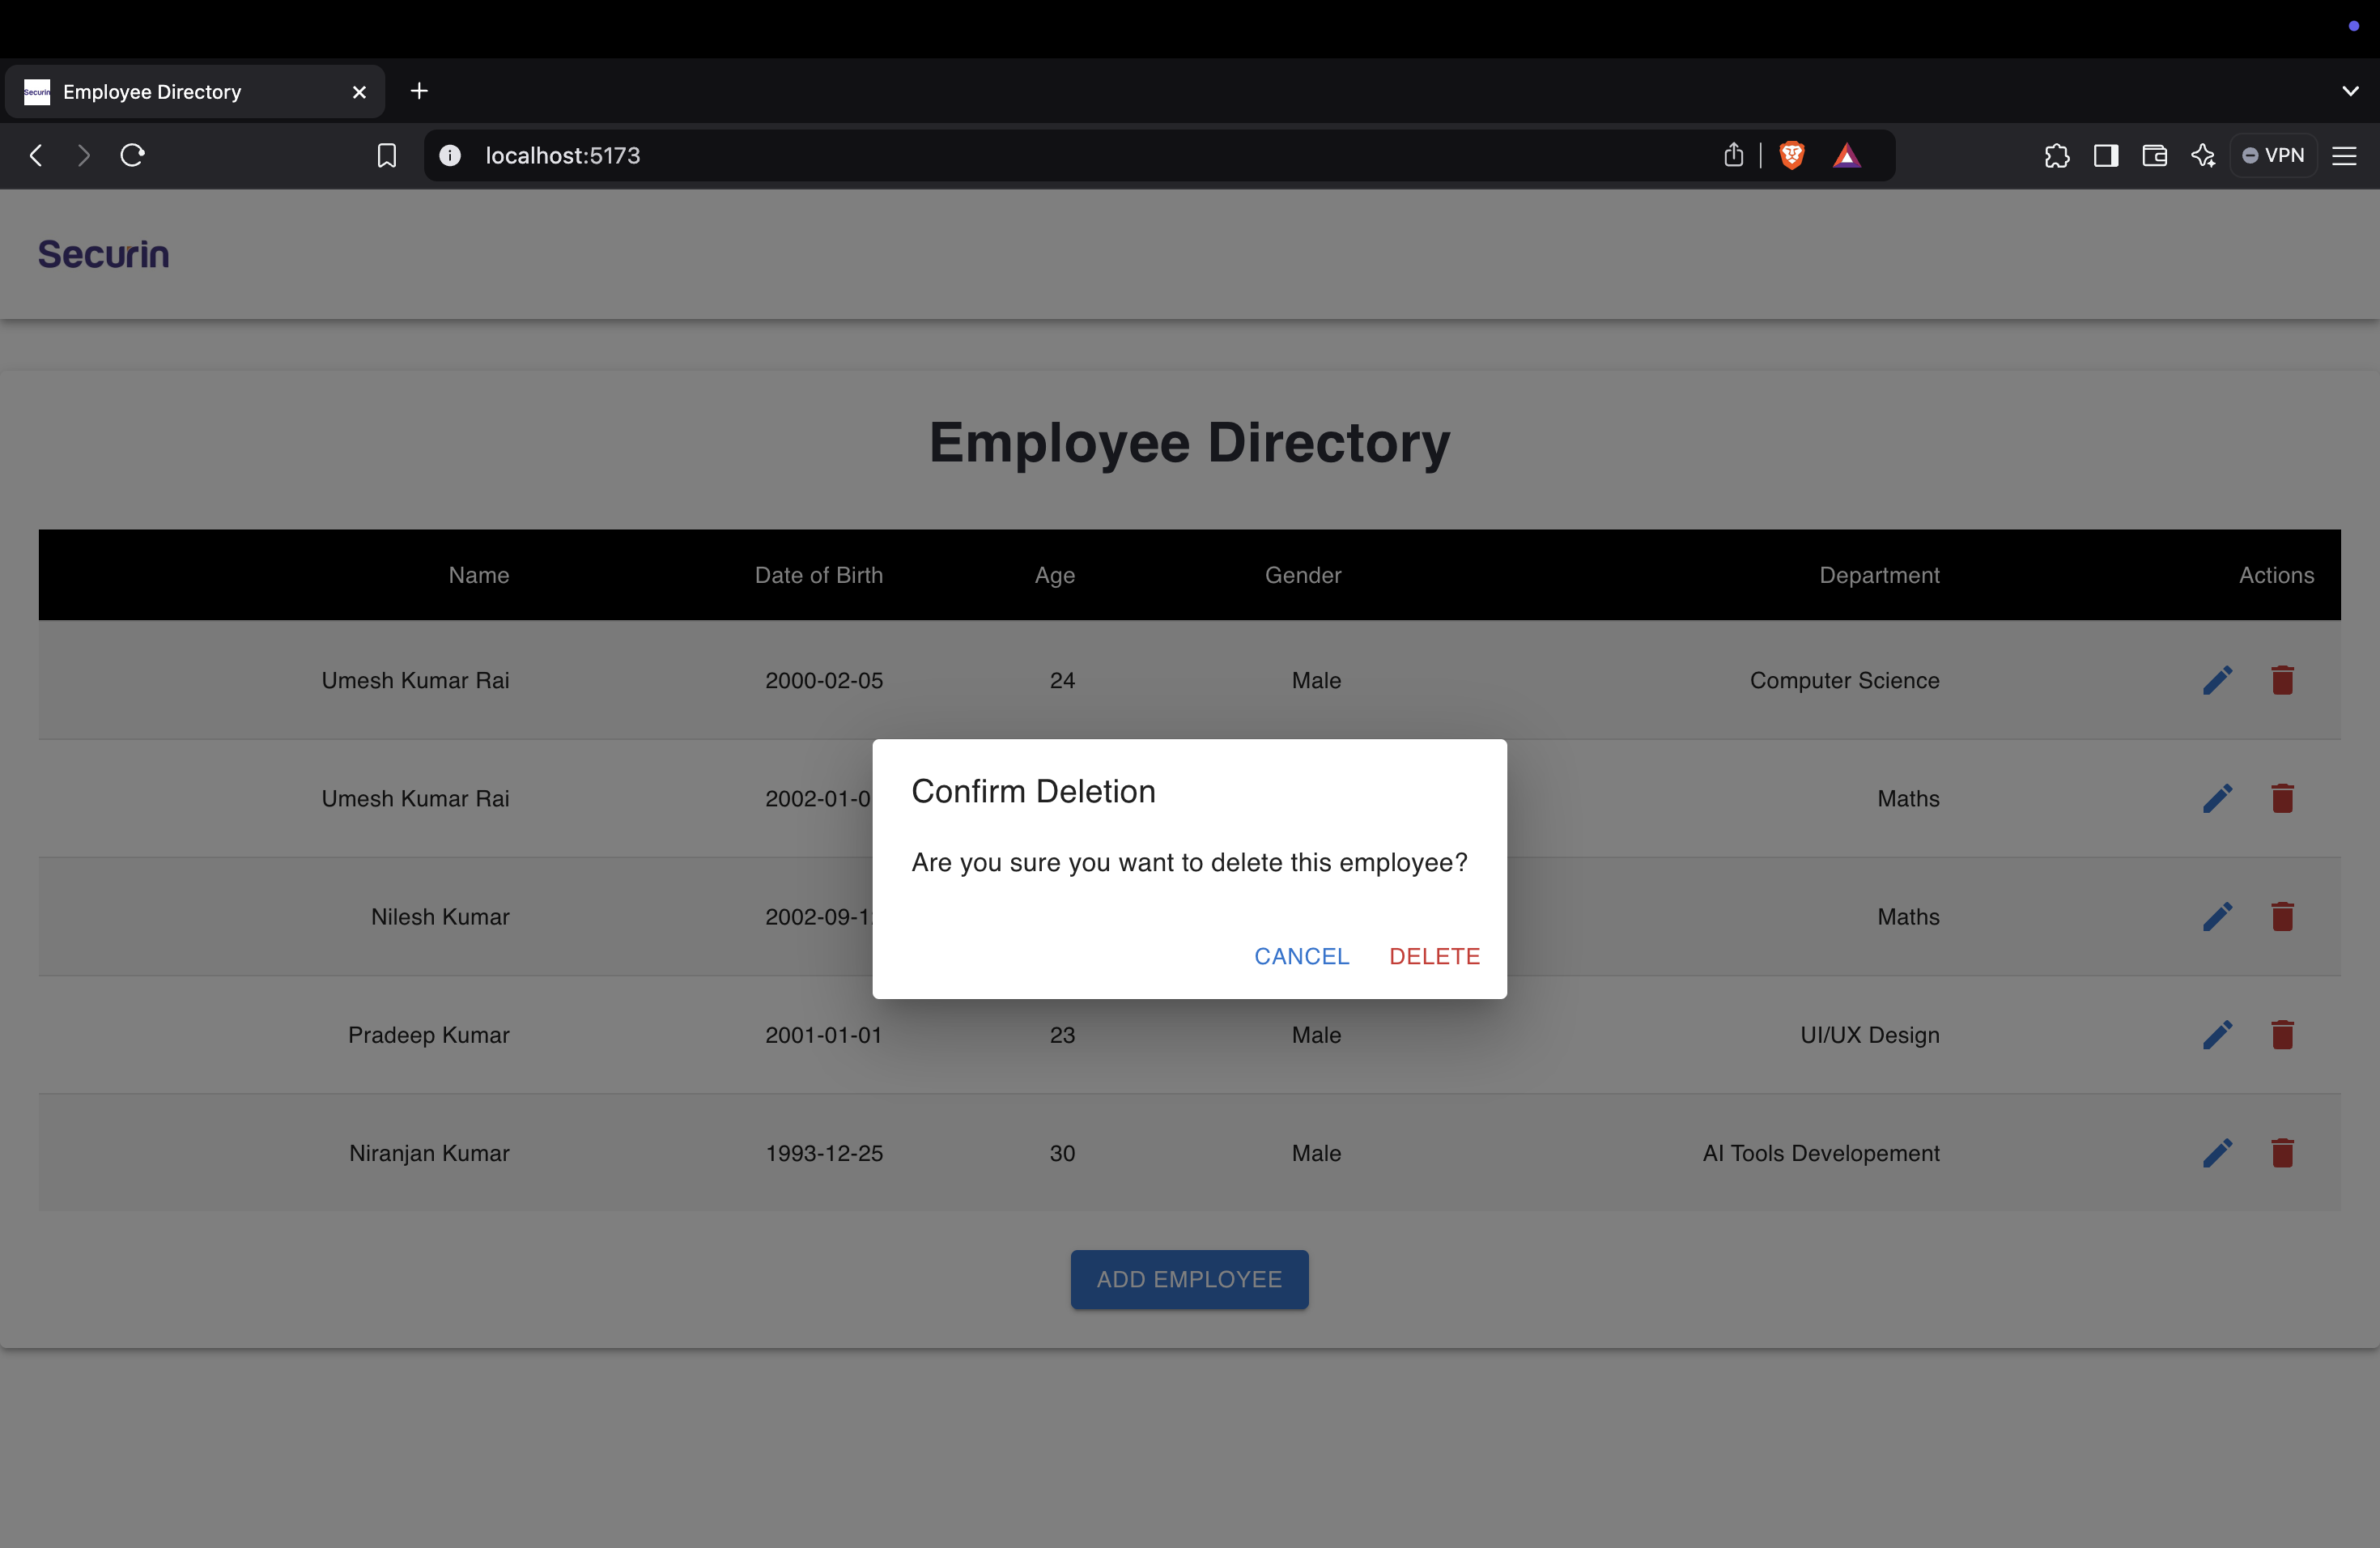 Securin Employee Directory
localhost:5173
VPN
Securin
Employee Directory
Name Date of Birth Age Gender Department Actions
Umesh Kumar Rai 2000-02-05 24 Male Computer Science
Umesh Kumar Rai 2002-01-0 Maths
Nilesh Kumar 2002-09-1 Maths
Confirm Deletion
Are you sure you want to delete this employee?
CANCEL DELETE
Pradeep Kumar 2001-01-01 23 Male UI/UX Design
Niranjan Kumar 1993-12-25 30 Male AI Tools Developement
ADD EMPLOYEE